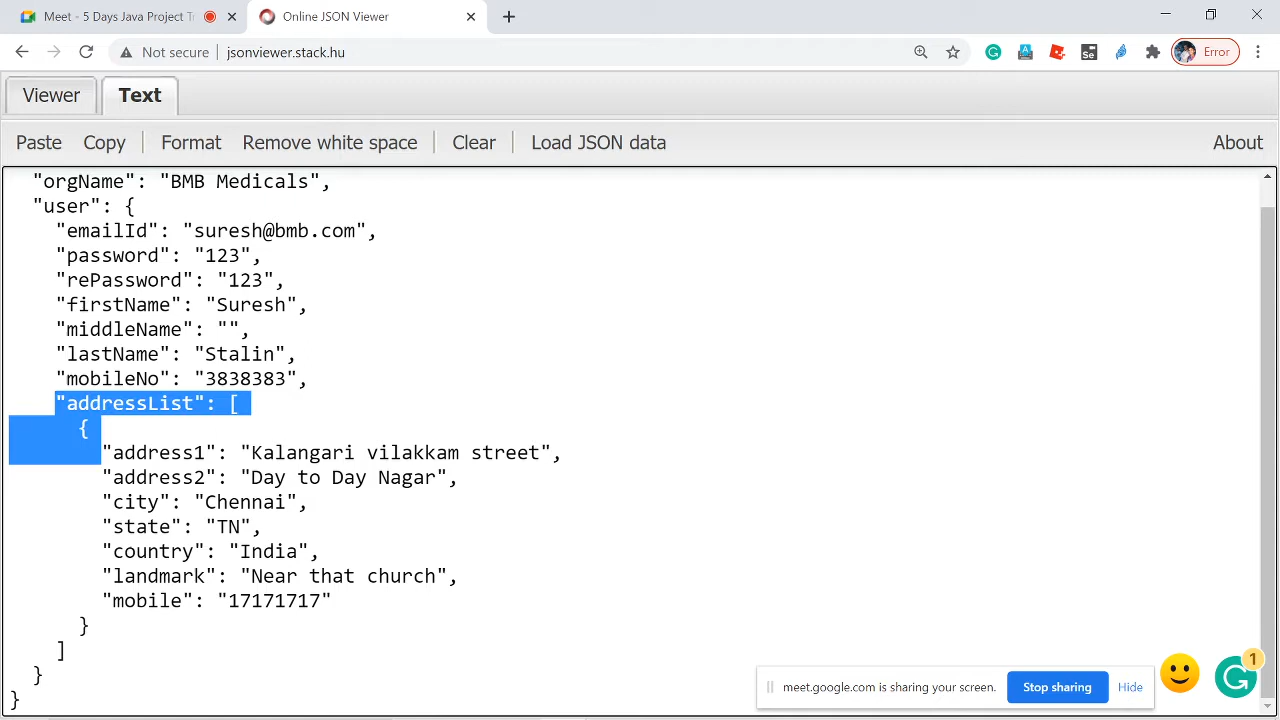 Meet - 5 Days Java Project T
Online JSON Viewer
Not secure
jsonviewer.stack.hu
Error
Viewer
Text
Paste
Copy
Format
Remove white space
Clear
Load JSON data
About
"orgName": "BMB Medicals",
"user": {
"emailId": "suresh@bmb.com",
"password": "123",
"rePassword": "123",
"firstName": "Suresh",
"middleName": "",
"lastName": "Stalin",
"mobileNo": "3838383",
"addressList": [
{
"address1": "Kalangari vilakkam street",
"address2": "Day to Day Nagar",
"city": "Chennai",
"state": "TN",
"country": "India",
"landmark": "Near that church",
"mobile": "17171717"
}
]
}
}
meet.google.com is sharing your screen.
Stop sharing
Hide
1